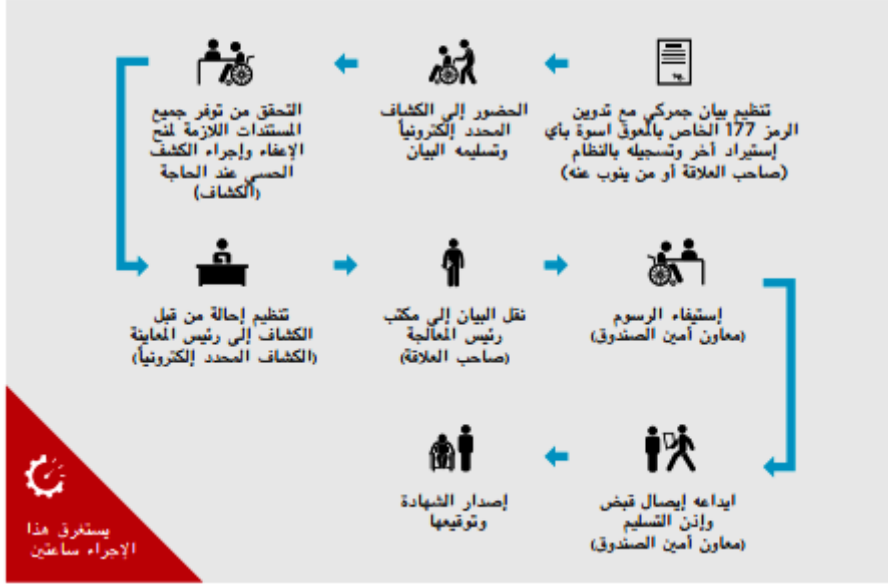 تنظيم بيان جمركي مع تدوين
الرمز 177 الخاص بالمعوق اسوة بأي
إستيراد أخر وتسجيله بالنظام
(صاحب العلاقة أو من ينوب عنه)
الحضور إلى الكشاف
المحدد إلكترونياً
وتسليمه البيان
التحقق من توفر جميع
المستندات اللازمة لمنح
الإعفاء وإجراء الكشف
الحسي عند الحاجة
(الكشاف)
تنظيم إحالة من قبل
الكشاف إلى رئيس المعاينة
(الكشاف المحدد إلكترونياً)
نقل البيان إلى مكتب
رئيس المعالجة
(صاحب العلاقة)
إستيفاء الرسوم
(معاون أمين الصندوق)
ايداعه إيصال قبض
وإذن التسليم
(معاون أمين الصندوق)
إصدار الشهادة
وتوقيعها
يستغرق هذا
الإجراء ساعتين